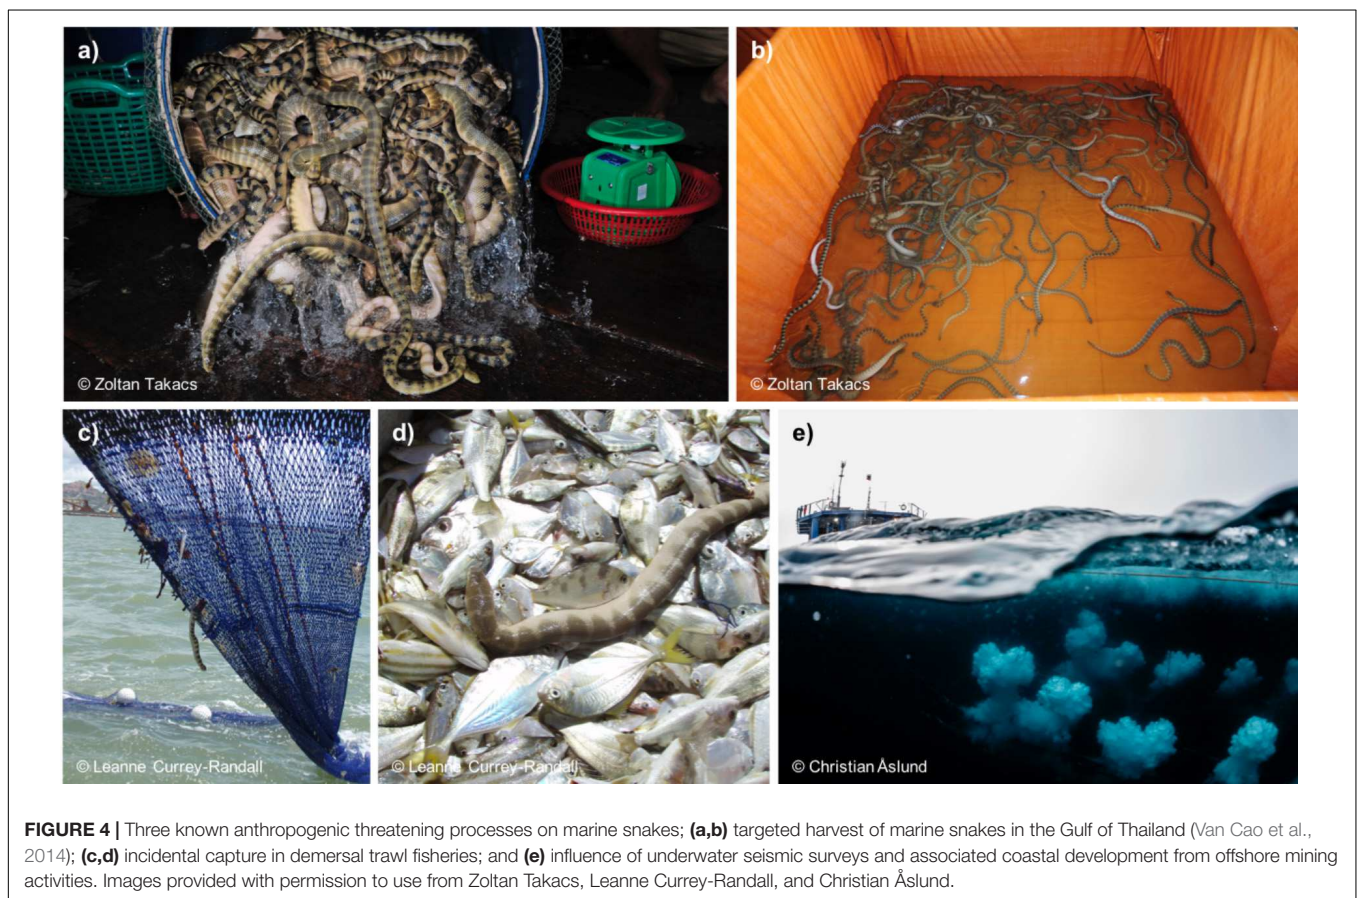 a)
b)
© Zoltan Takacs
© Zoltan Takacs
c)
d)
e)
© Leanne Currey-Randall
© Leanne Currey-Randall
© Christian Åslund
FIGURE 4 | Three known anthropogenic threatening processes on marine snakes; (a,b) targeted harvest of marine snakes in the Gulf of Thailand (Van Cao et al.,
2014); (c,d) incidental capture in demersal trawl fisheries; and (e) influence of underwater seismic surveys and associated coastal development from offshore mining
activities. Images provided with permission to use from Zoltan Takacs, Leanne Currey-Randall, and Christian Åslund.